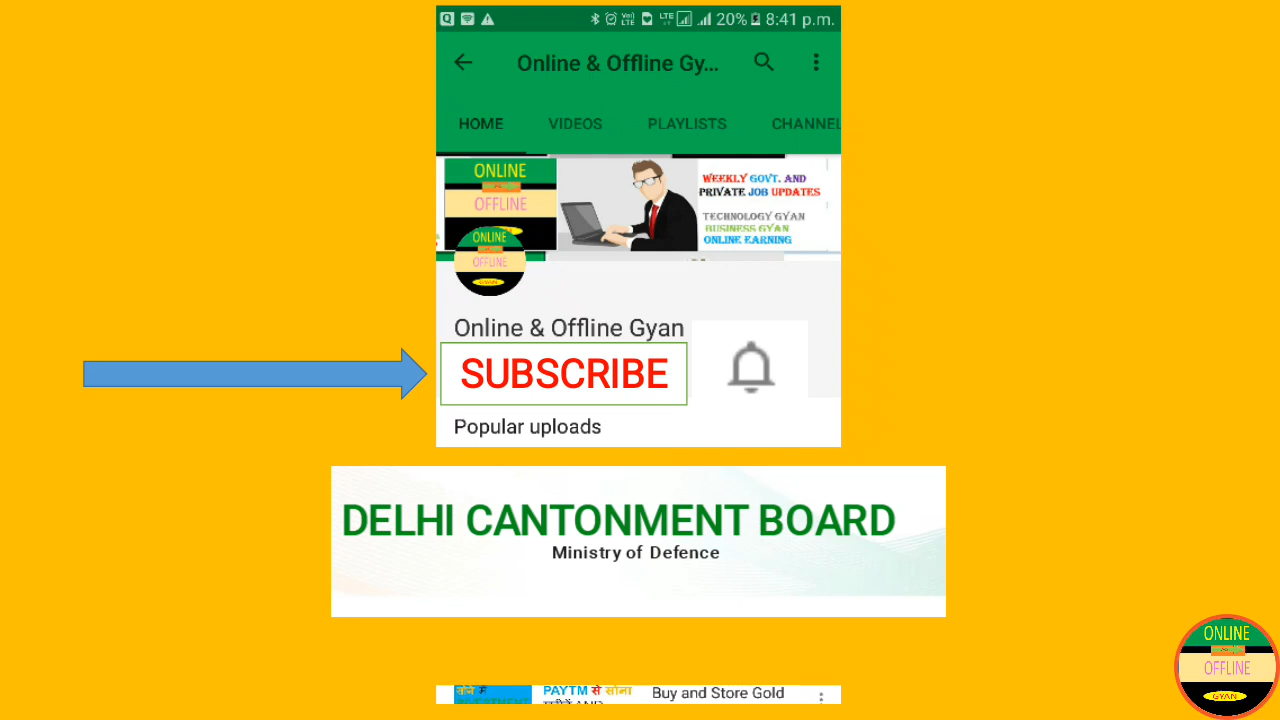 20% 8:41 p.m.
Online & Offline Gy...
HOME VIDEOS PLAYLISTS CHANNEL
ONLINE
OFFLINE
WEEKLY GOVT. AND
PRIVATE JOB UPDATES
TECHNOLOGY GYAN
BUSINESS GYAN
ONLINE EARNING
ONLINE
OFFLINE
GYAN
Online & Offline Gyan
SUBSCRIBE
Popular uploads
DELHI CANTONMENT BOARD
Ministry of Defence
ONLINE
OFFLINE
GYAN
सोने में
PAYTM से सोना
Buy and Store Gold